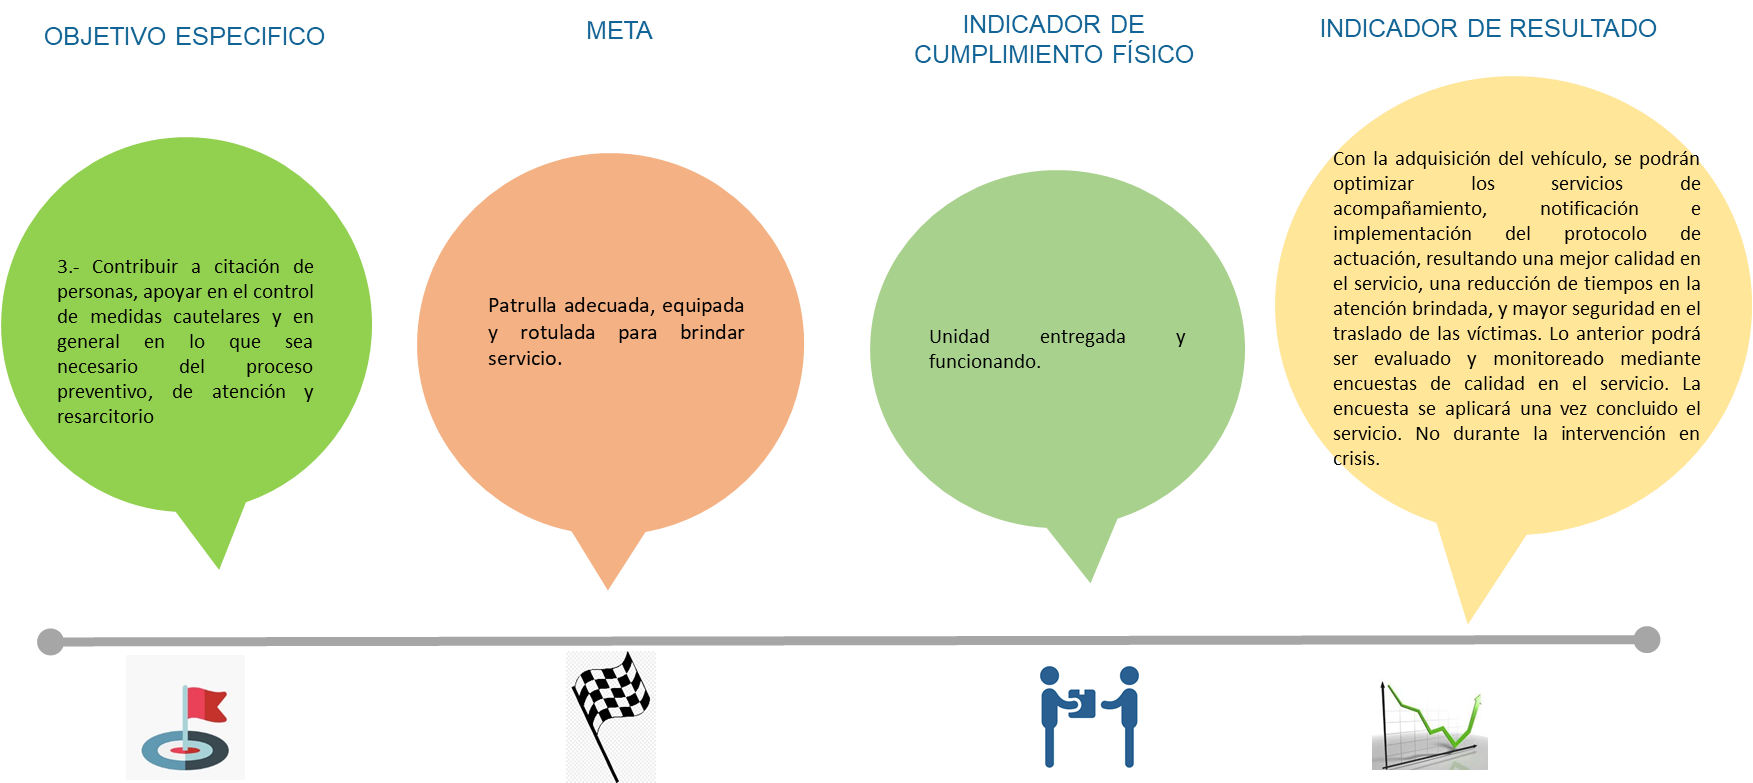 OBJETIVO ESPECIFICO
META
INDICADOR DE
CUMPLIMIENTO FÍSICO
INDICADOR DE RESULTADO
3.- Contribuir a citación de
personas, apoyar en el control
de medidas cautelares y en
general en lo que sea
necesario del proceso
preventivo, de atención y
resarcitorio
Patrulla adecuada, equipada
y rotulada para brindar
servicio.
Unidad entregada y
funcionando.
Con la adquisición del vehículo, se podrán
optimizar los servicios de
acompañamiento, notificación e
implementación del protocolo de
actuación, resultando una mejor calidad en
el servicio, una reducción de tiempos en la
atención brindada, y mayor seguridad en el
traslado de las víctimas. Lo anterior podrá
ser evaluado y monitoreado mediante
encuestas de calidad en el servicio. La
encuesta se aplicará una vez concluido el
servicio. No durante la intervención en
crisis.